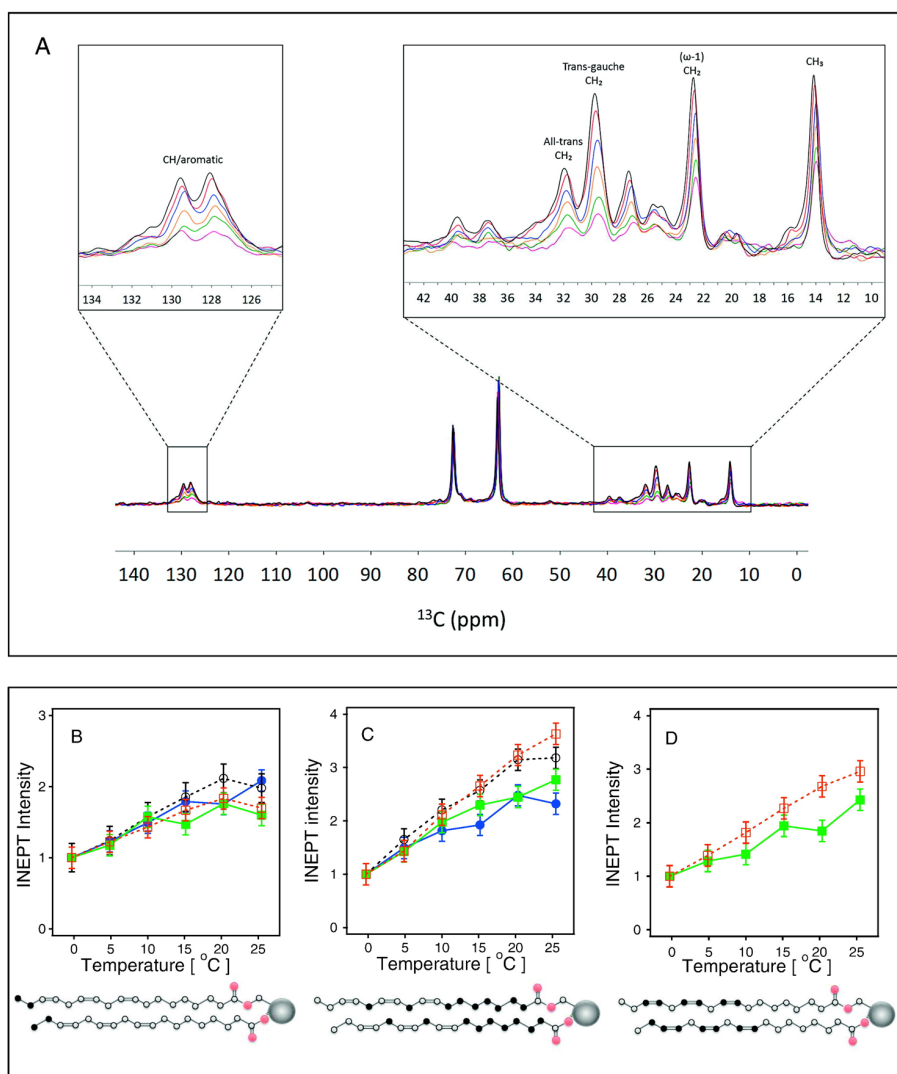 A
CH/aromatic
134 132 130 128 126
All-trans
CH₂
Trans-gauche
CH₂
(ω-1)
CH₂
CH₃
42 40 38 36 34 32 30 28 26 24 22 20 18 16 14 12 10
140 130 120 110 100 90 80 70 60 50 40 30 20 10 0
¹³C (ppm)
B
INEPT Intensity
3
2
1
0
0 5 10 15 20 25
Temperature [ °C ]
C
INEPT Intensity
4
3
2
1
0
0 5 10 15 20 25
Temperature [ °C ]
D
INEPT Intensity
4
3
2
1
0
0 5 10 15 20 25
Temperature [ °C ]